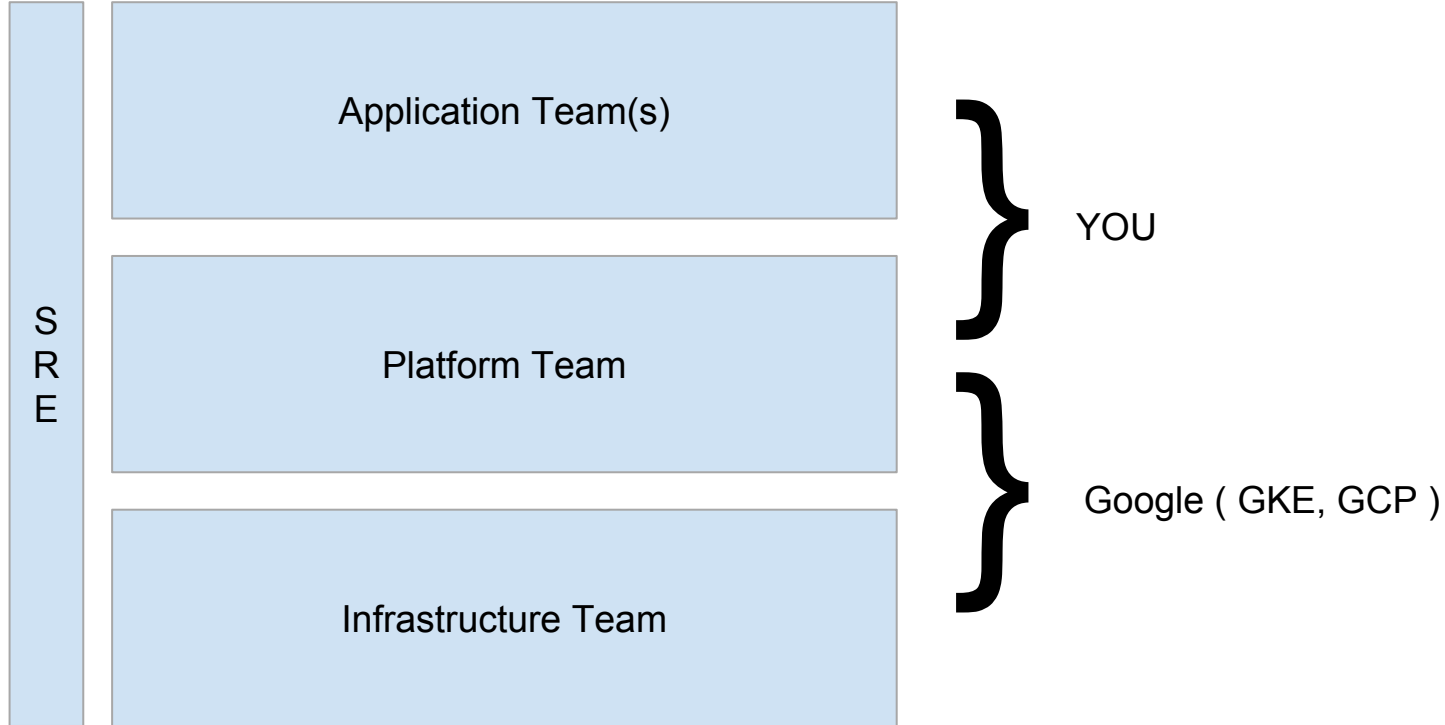 Application Team(s)
YOU
S
R
E
Platform Team
Google ( GKE, GCP )
Infrastructure Team